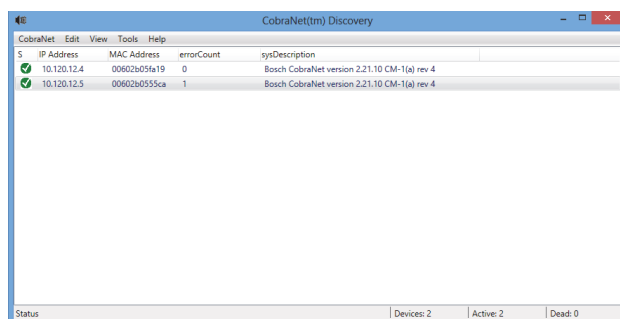 CobraNet(tm) Discovery
CobraNet Edit View Tools Help
S IP Address MAC Address errorCount sysDescription
10.120.12.4 00602b05fa19 0 Bosch CobraNet version 2.21.10 CM-1(a) rev 4
10.120.12.5 00602b0555ca 1 Bosch CobraNet version 2.21.10 CM-1(a) rev 4
Status Devices: 2 Active: 2 Dead: 0